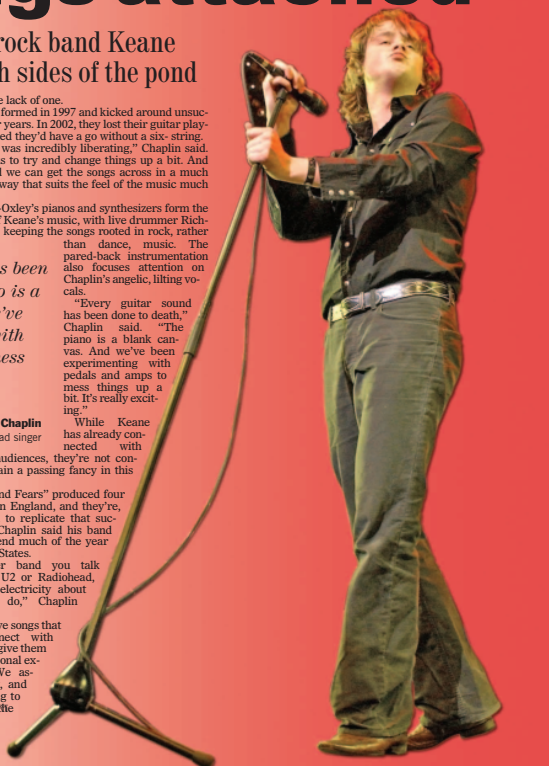 rock band Keane
h sides of the pond
e lack of one.
formed in 1997 and kicked around unsuc-
years. In 2002, they lost their guitar play-
ed they'd have a go without a six- string.
was incredibly liberating," Chaplin said.
s to try and change things up a bit. And
l we can get the songs across in a much
way that suits the feel of the music much
-Oxley's pianos and synthesizers form the
f Keane's music, with live drummer Rich-
keeping the songs rooted in rock, rather
than dance, music. The
pared-back instrumentation
also focuses attention on
Chaplin's angelic, lilting vo-
cals.
"Every guitar sound
has been done to death,"
Chaplin said. "The
piano is a blank can-
vas. And we've been
experimenting with
pedals and amps to
mess things up a
bit. It's really excit-
ing."
While Keane
has already con-
nected with
audiences, they're not con-
ain a passing fancy in this
s been
o is a
've
ith
ess
Chaplin
ad singer
nd Fears" produced four
n England, and they're,
to replicate that suc-
Chaplin said his band
end much of the year
States.
r band you talk
U2 or Radiohead,
electricity about
do," Chaplin
ve songs that
nect with
give them
onal ex-
We as-
, and
g to